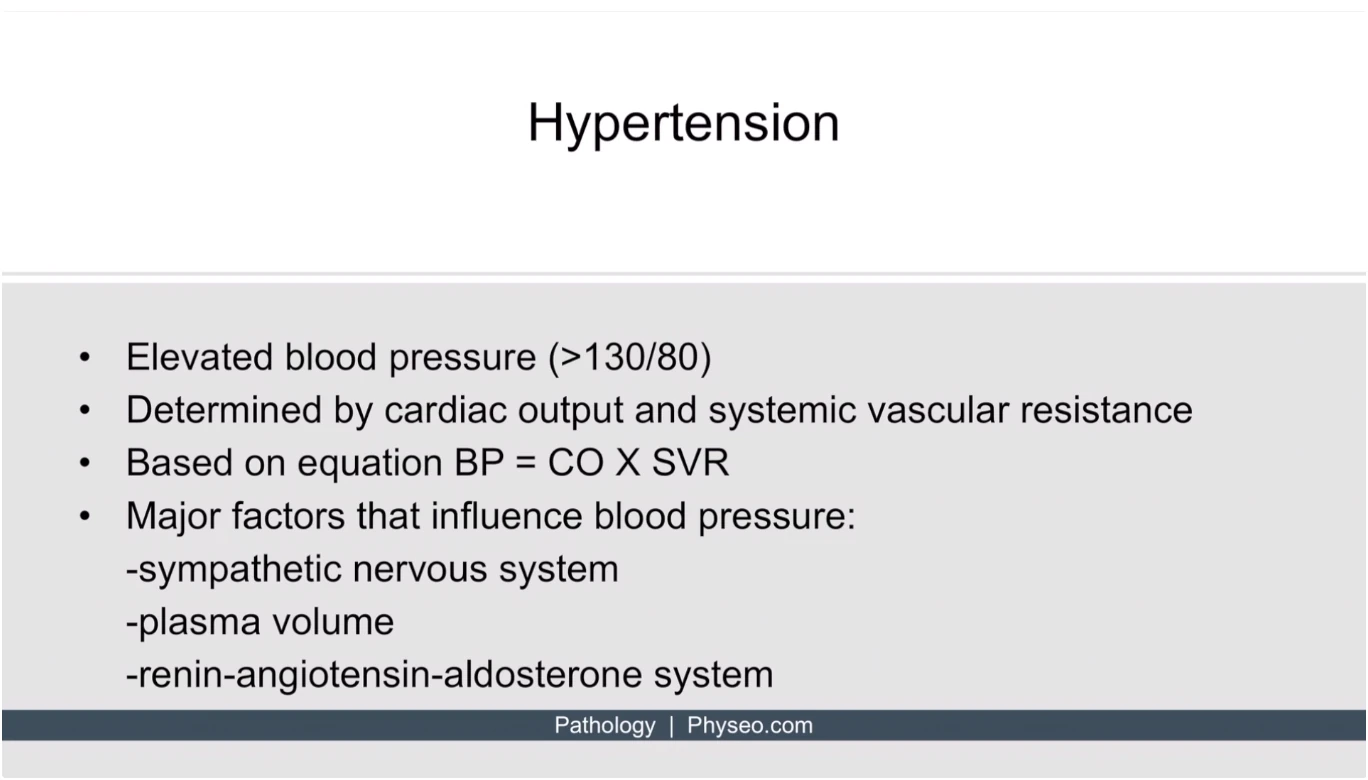 Hypertension
• Elevated blood pressure (>130/80)
• Determined by cardiac output and systemic vascular resistance
• Based on equation BP = CO X SVR
• Major factors that influence blood pressure:
-sympathetic nervous system
-plasma volume
-renin-angiotensin-aldosterone system
Pathology | Physeo.com